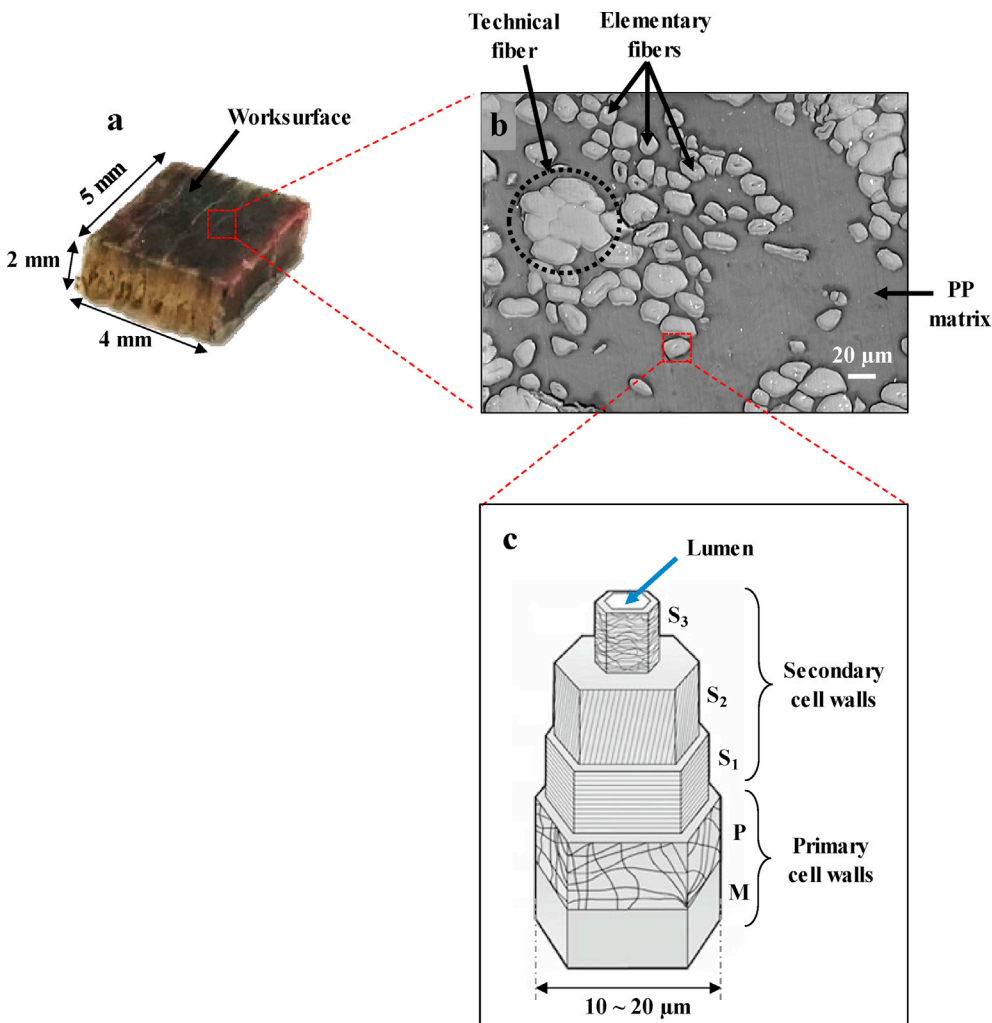 a
Worksurface
5 mm
2 mm
4 mm
Technical
fiber
Elementary
fibers
b
PP
matrix
20 µm
c
Lumen
S₃
S₂
S₁
Secondary
cell walls
P
M
Primary
cell walls
10 ~ 20 µm